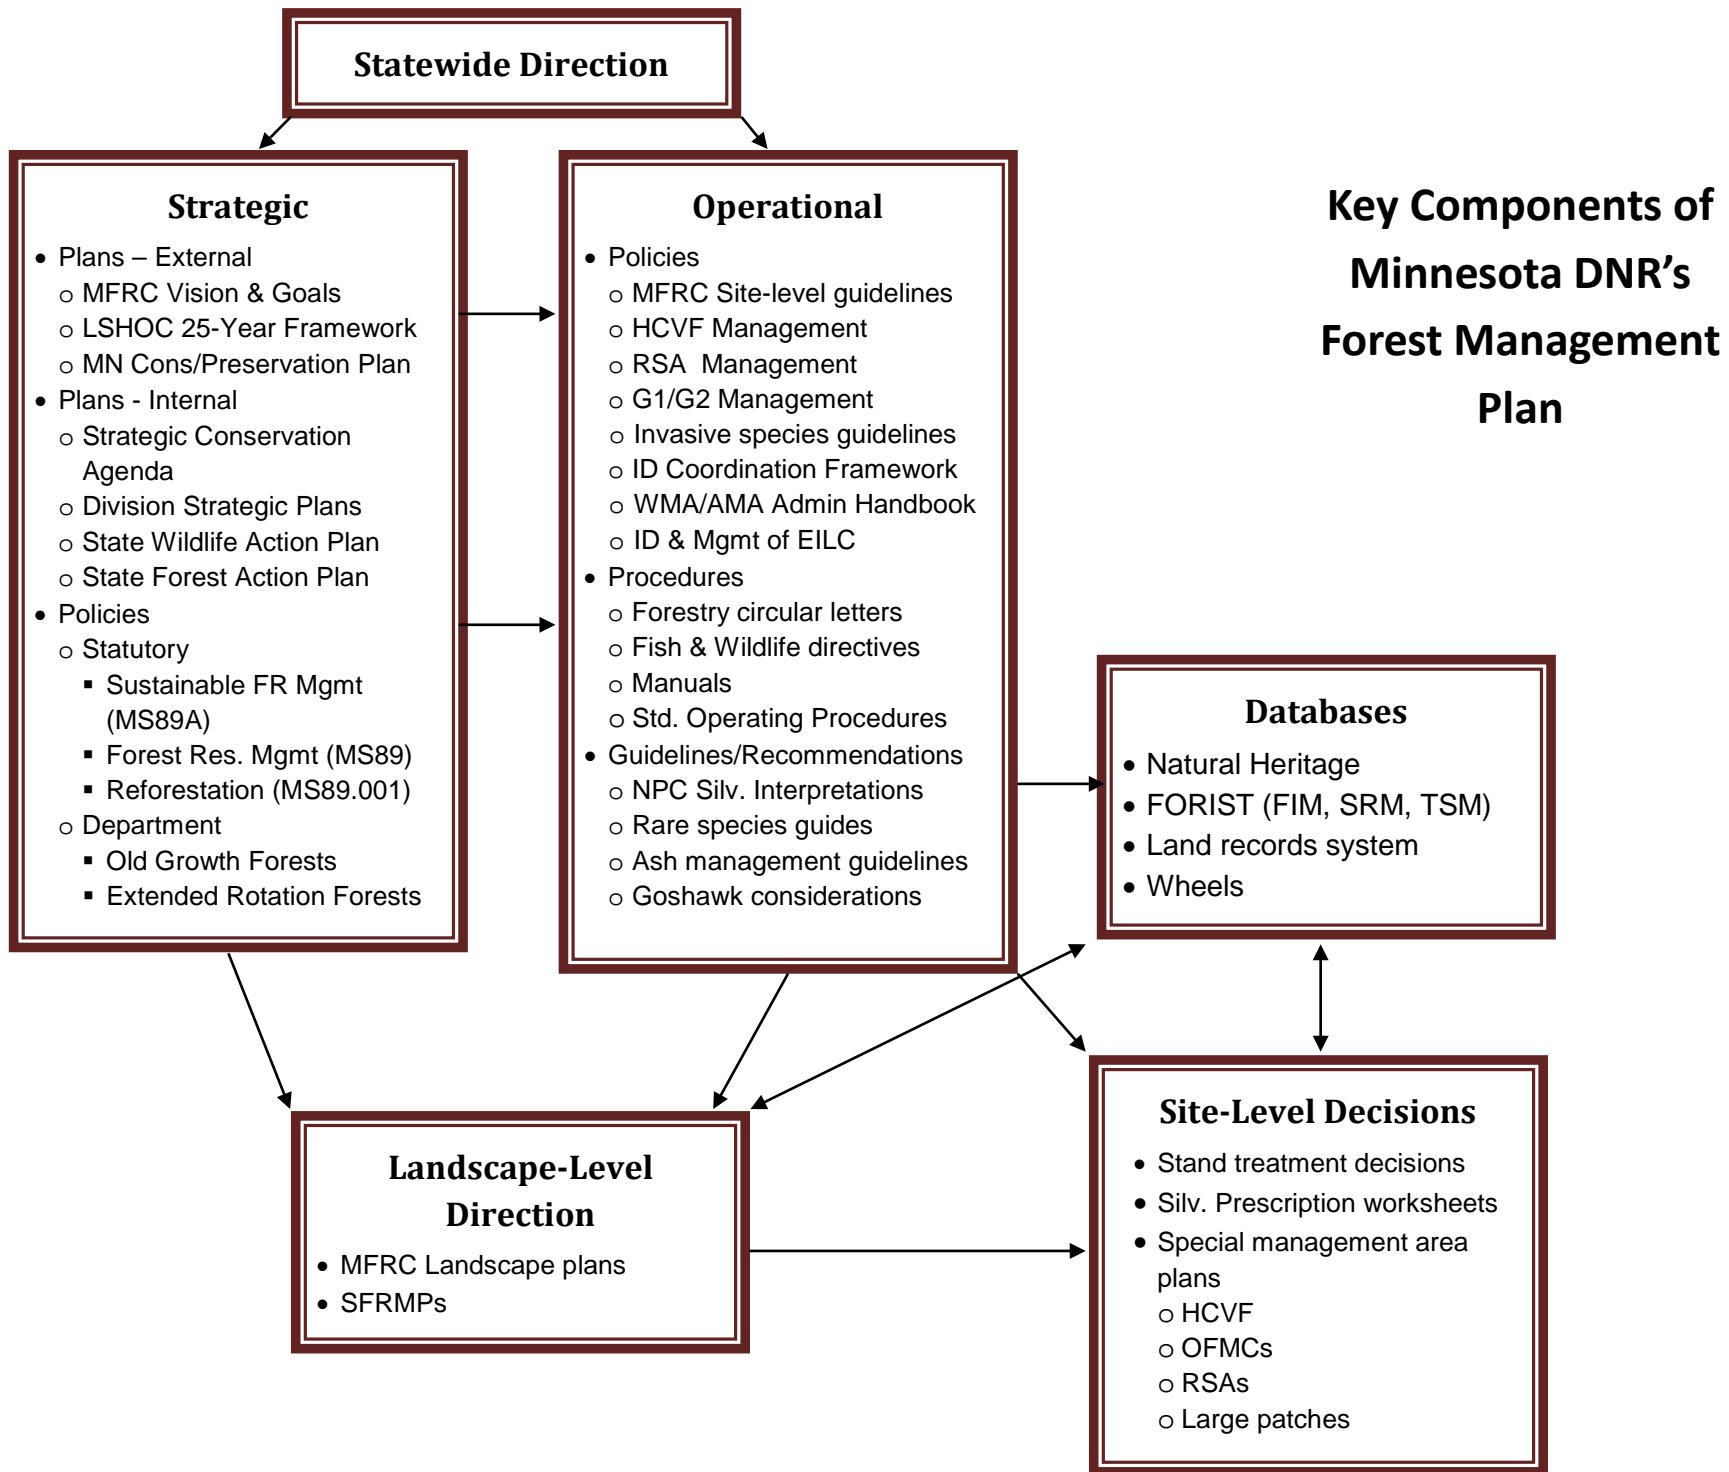 Statewide Direction
Key Components of
Minnesota DNR’s
Forest Management
Plan
Strategic
• Plans – External
o MFRC Vision & Goals
o LSHOC 25-Year Framework
o MN Cons/Preservation Plan
• Plans - Internal
o Strategic Conservation
Agenda
o Division Strategic Plans
o State Wildlife Action Plan
o State Forest Action Plan
• Policies
o Statutory
▪ Sustainable FR Mgmt
(MS89A)
▪ Forest Res. Mgmt (MS89)
▪ Reforestation (MS89.001)
o Department
▪ Old Growth Forests
▪ Extended Rotation Forests
Operational
• Policies
o MFRC Site-level guidelines
o HCVF Management
o RSA Management
o G1/G2 Management
o Invasive species guidelines
o ID Coordination Framework
o WMA/AMA Admin Handbook
o ID & Mgmt of EILC
• Procedures
o Forestry circular letters
o Fish & Wildlife directives
o Manuals
o Std. Operating Procedures
• Guidelines/Recommendations
o NPC Silv. Interpretations
o Rare species guides
o Ash management guidelines
o Goshawk considerations
Databases
• Natural Heritage
• FORIST (FIM, SRM, TSM)
• Land records system
• Wheels
Landscape-Level
Direction
• MFRC Landscape plans
• SFRMPs
Site-Level Decisions
• Stand treatment decisions
• Silv. Prescription worksheets
• Special management area
plans
o HCVF
o OFMCs
o RSAs
o Large patches